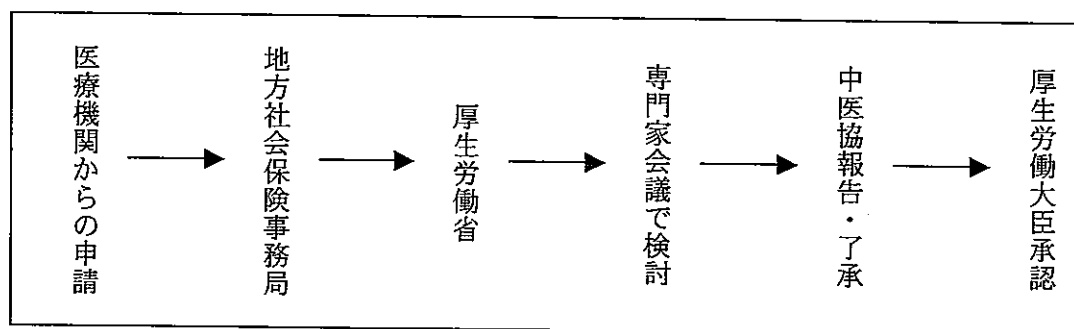 医療機関からの申請
地方社会保険事務局
厚生労働省
専門家会議で検討
中医協報告・了承
厚生労働大臣承認